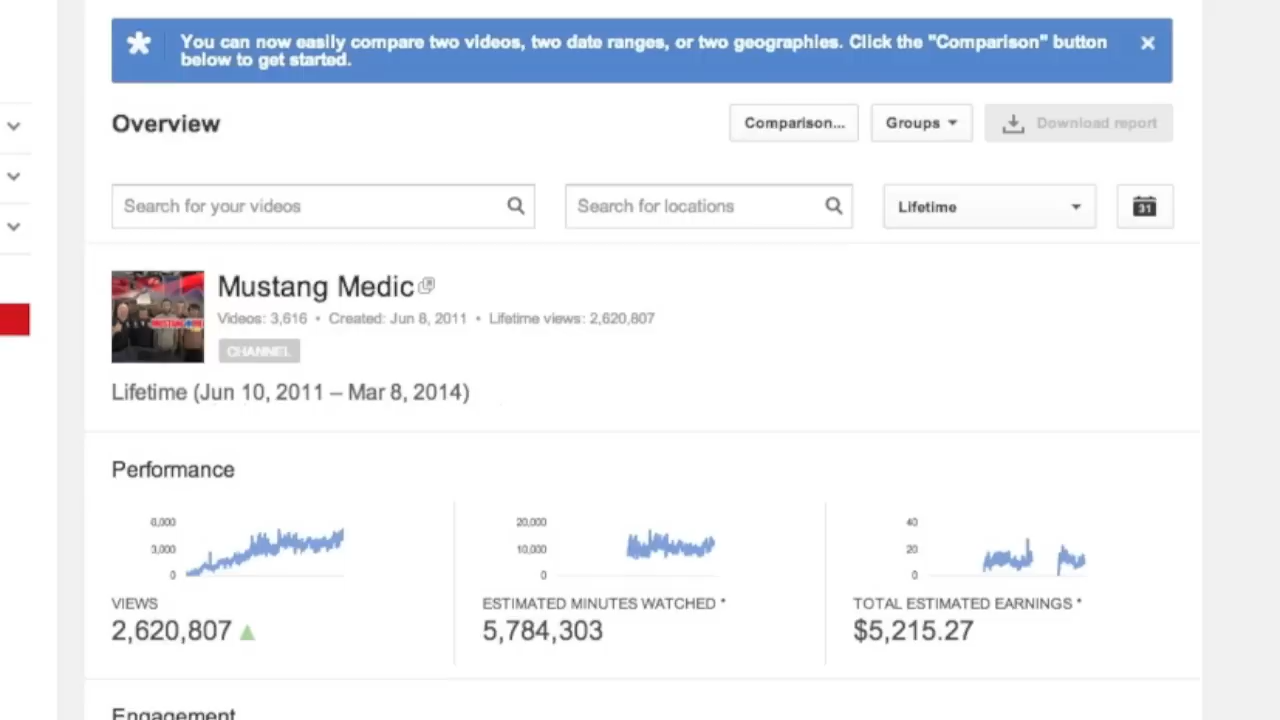 You can now easily compare two videos, two date ranges, or two geographies. Click the "Comparison" button
below to get started.
Overview
Comparison...
Groups
Download report
Search for your videos
Search for locations
Lifetime
31
Mustang Medic
Videos: 3,616 • Created: Jun 8, 2011 • Lifetime views: 2,620,807
CHANNEL
Lifetime (Jun 10, 2011 – Mar 8, 2014)
Performance
3,000
0
VIEWS
2,620,807
20,000
10,000
0
ESTIMATED MINUTES WATCHED *
5,784,303
40
20
0
TOTAL ESTIMATED EARNINGS *
$5,215.27
Engagement